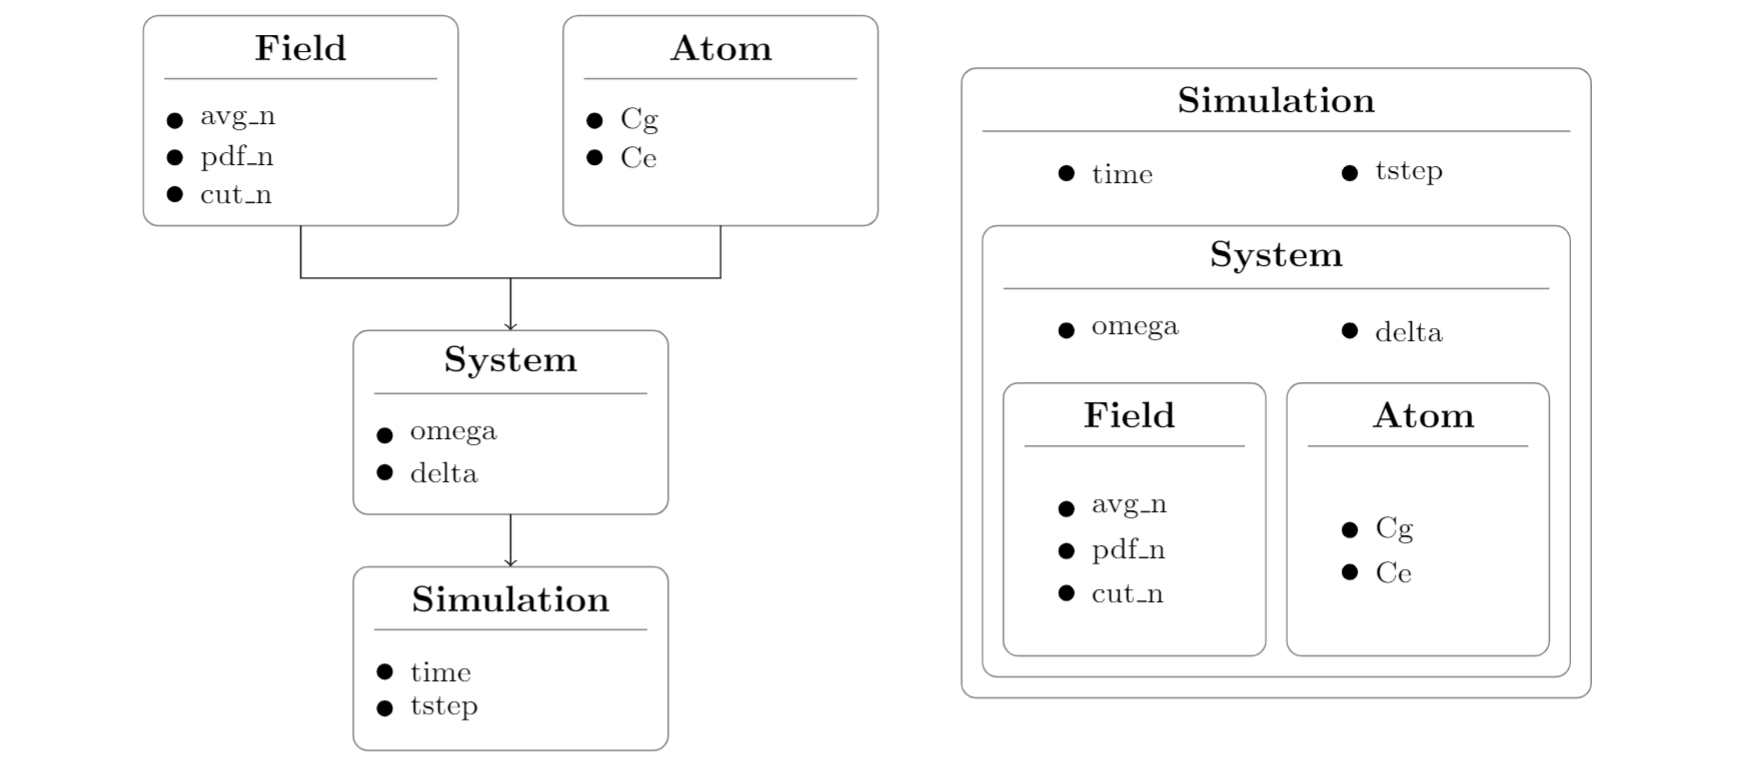 Field
avg_n
pdf_n
cut_n
Atom
Cg
Ce
System
omega
delta
Simulation
time
tstep
Simulation
time
tstep
System
omega
delta
Field
avg_n
pdf_n
cut_n
Atom
Cg
Ce